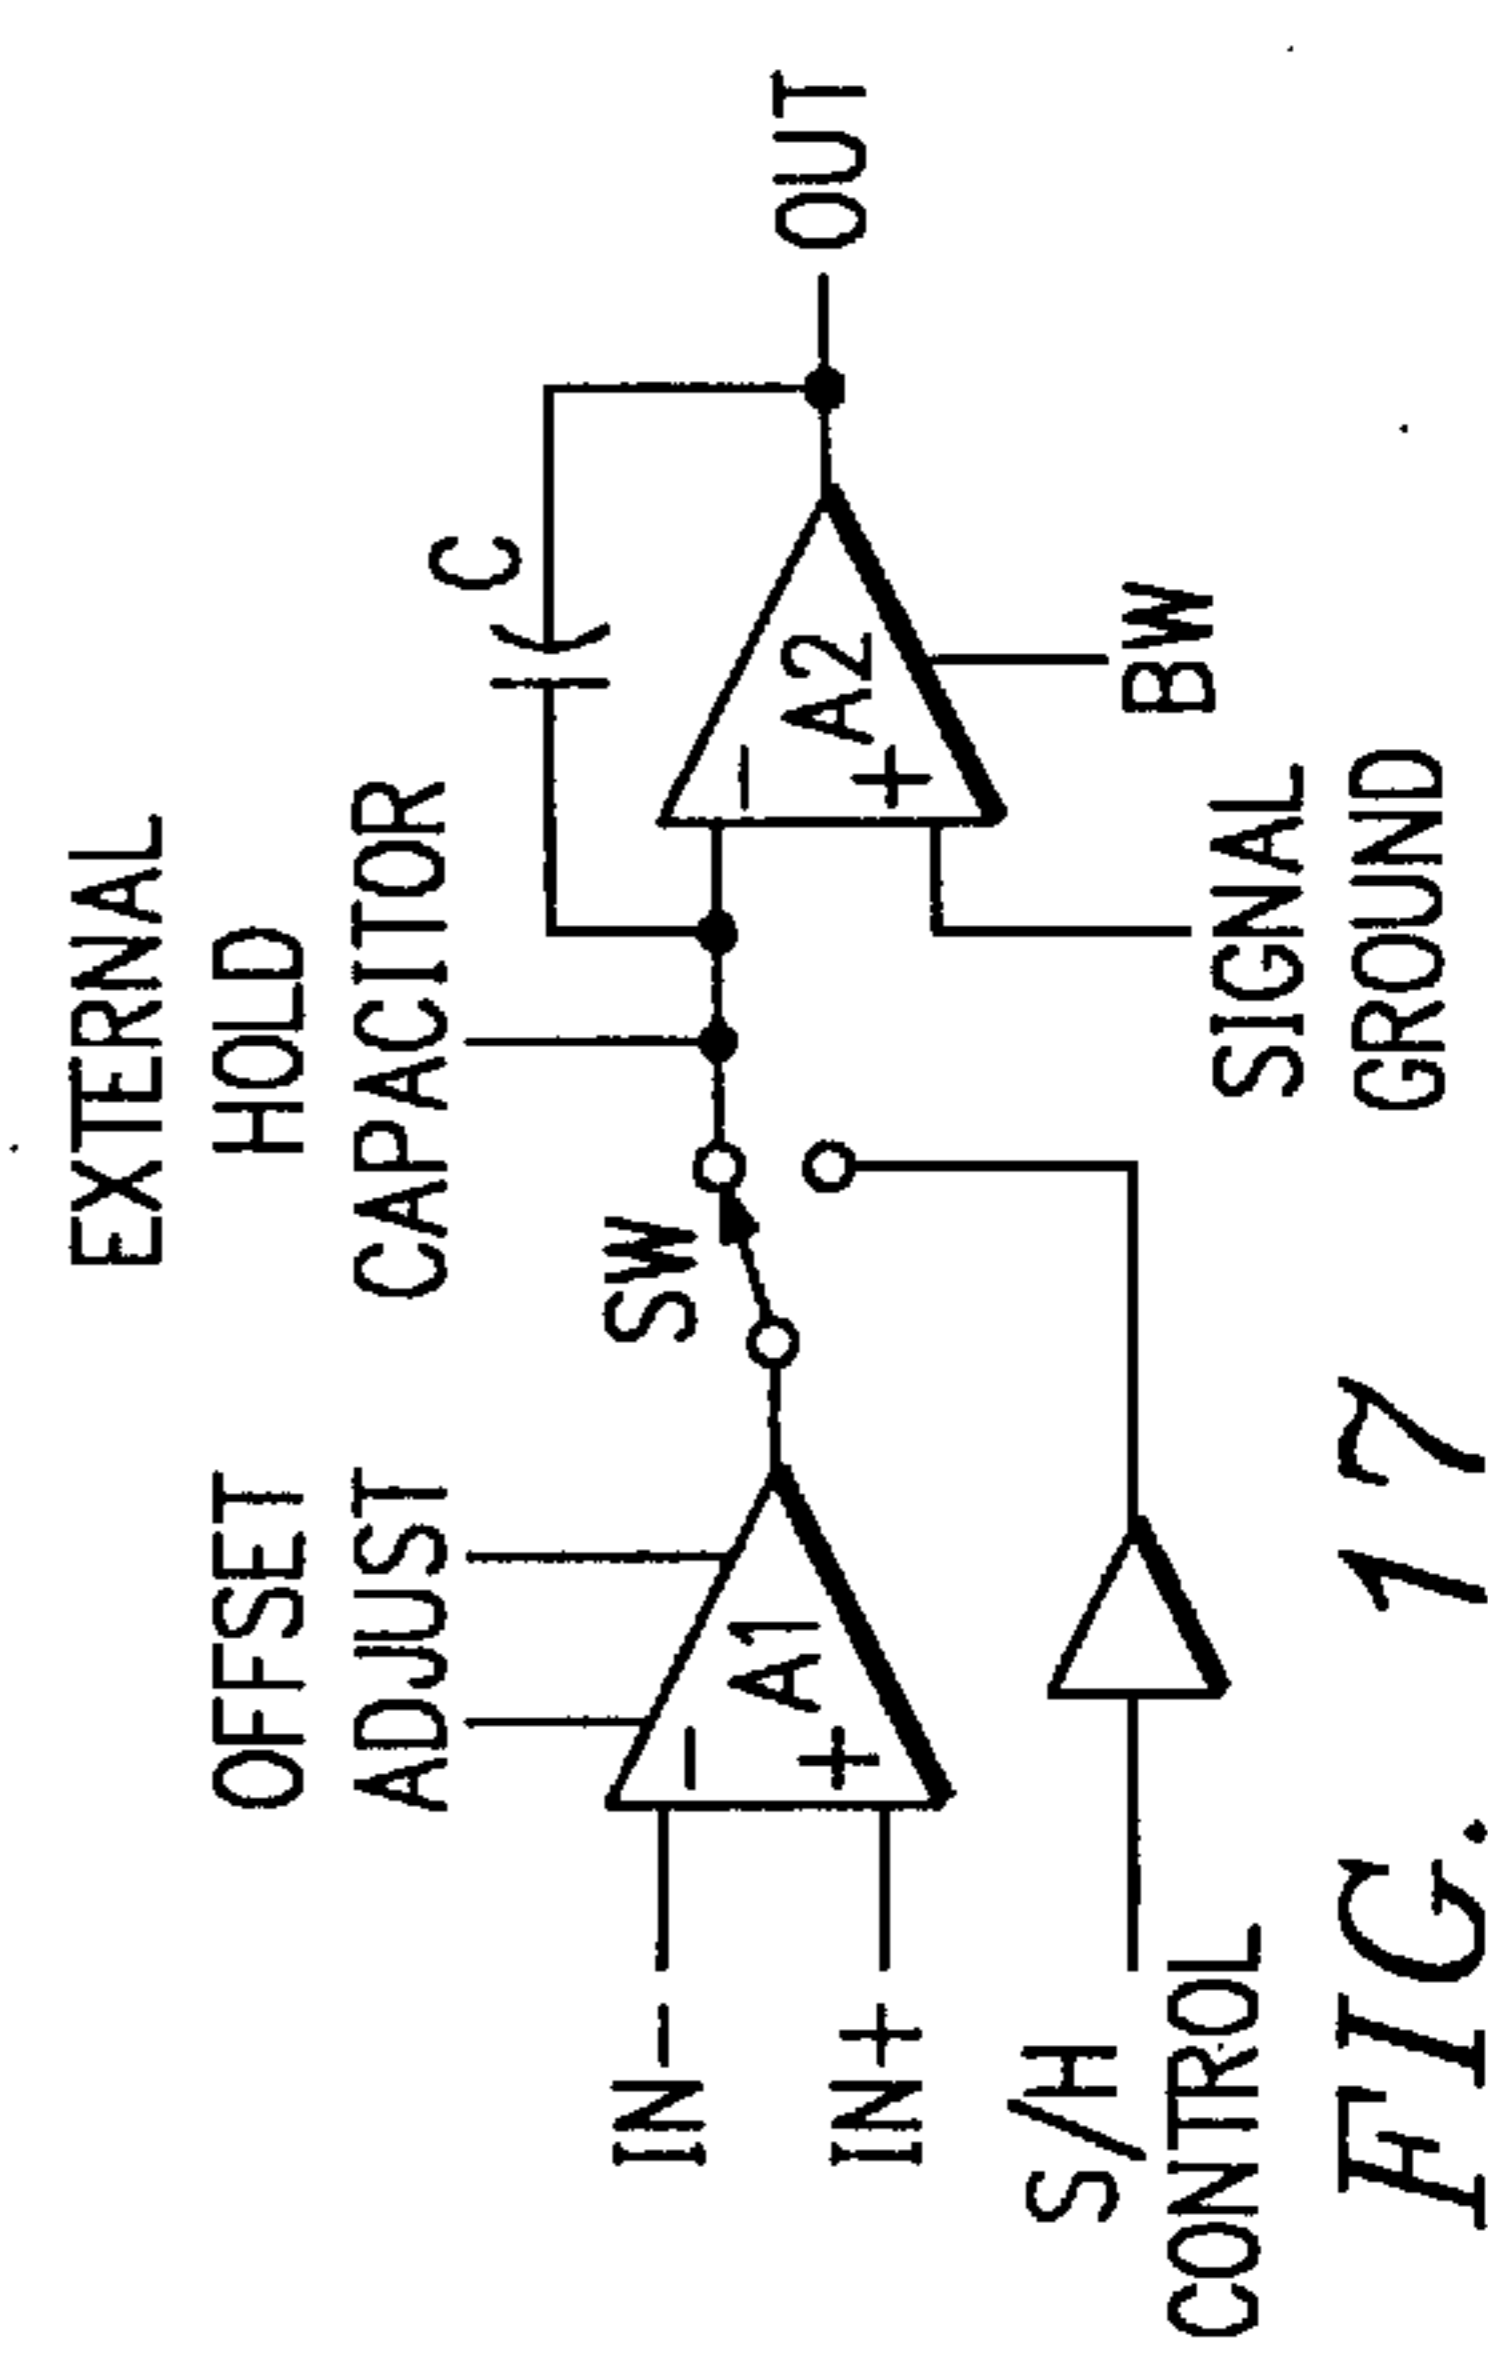 EXTERNAL
HOLD
CAPACITOR
OFFSET
ADJUST
C
SW
IN-
IN+
- 
+
A1
-
+
A2
OUT
BW
S/H
CONTROL
SIGNAL
GROUND
FIG. 17